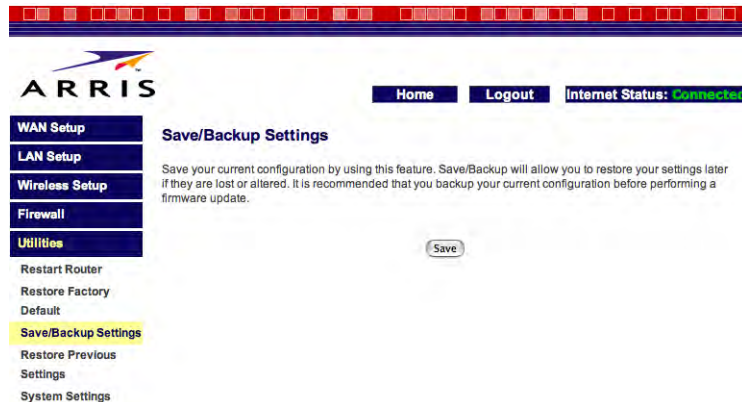 ARRIS
Home Logout Internet Status: Connected
WAN Setup
LAN Setup
Wireless Setup
Firewall
Utilities
Restart Router
Restore Factory
Default
Save/Backup Settings
Restore Previous
Settings
System Settings
Save/Backup Settings
Save your current configuration by using this feature. Save/Backup will allow you to restore your settings later
if they are lost or altered. It is recommended that you backup your current configuration before performing a
firmware update.
Save